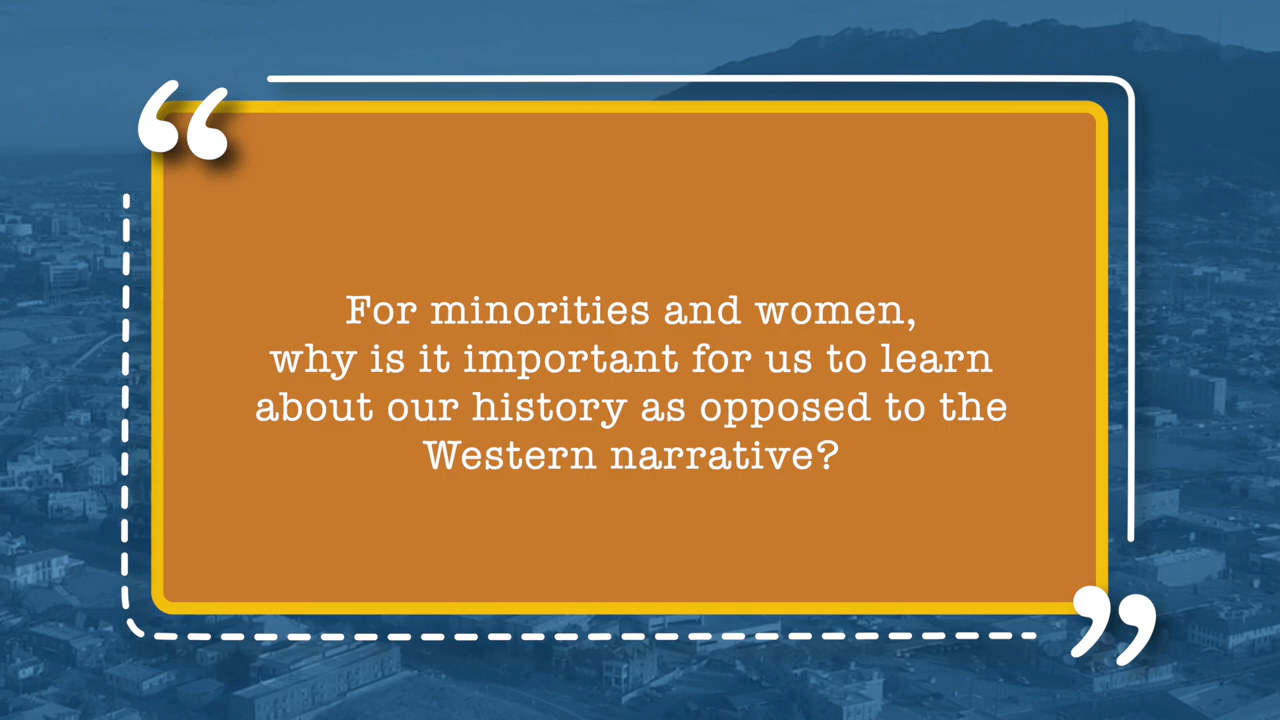 For minorities and women,
why is it important for us to learn
about our history as opposed to the
Western narrative?